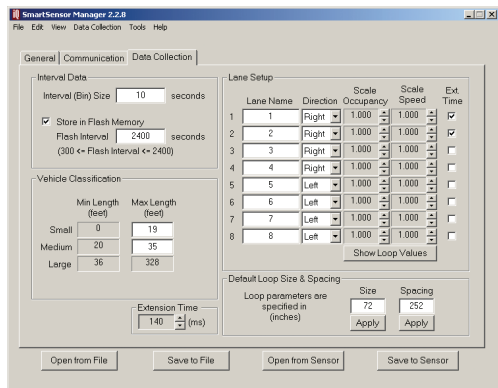 SmartSensor Manager 2.2.8
File Edit View Data Collection Tools Help
General Communication Data Collection
Interval Data
Interval (Bin) Size 10 seconds
Store in Flash Memory
Flash Interval 2400 seconds
(300 <= Flash Interval <= 2400)
Vehicle Classification
Min Length (feet) Max Length (feet)
Small 0 19
Medium 20 35
Large 36 328
Extension Time
140 (ms)
Lane Setup
Lane Name Direction Scale Occupancy Scale Speed Ext. Time
1 1 Right 1.000 1.000
2 2 Right 1.000 1.000
3 3 Right 1.000 1.000
4 4 Right 1.000 1.000
5 5 Left 1.000 1.000
6 6 Left 1.000 1.000
7 7 Left 1.000 1.000
8 8 Left 1.000 1.000
Show Loop Values
Default Loop Size & Spacing
Loop parameters are
specified in
(inches)
Size Spacing
72 252
Apply Apply
Open from File Save to File Open from Sensor Save to Sensor